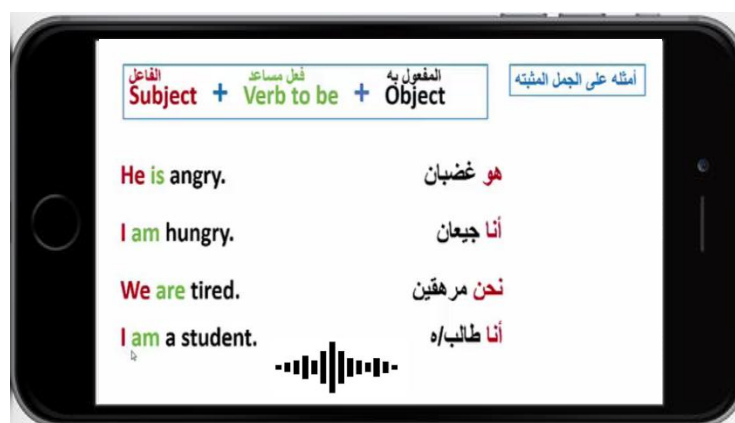 الفاعل فعل مساعد المفعول به
Subject + Verb to be + Object
أمثله على الجمل المثبته
He is angry. هو غضبان
I am hungry. أنا جيعان
We are tired. نحن مرهقين
I am a student. أنا طالب/ه